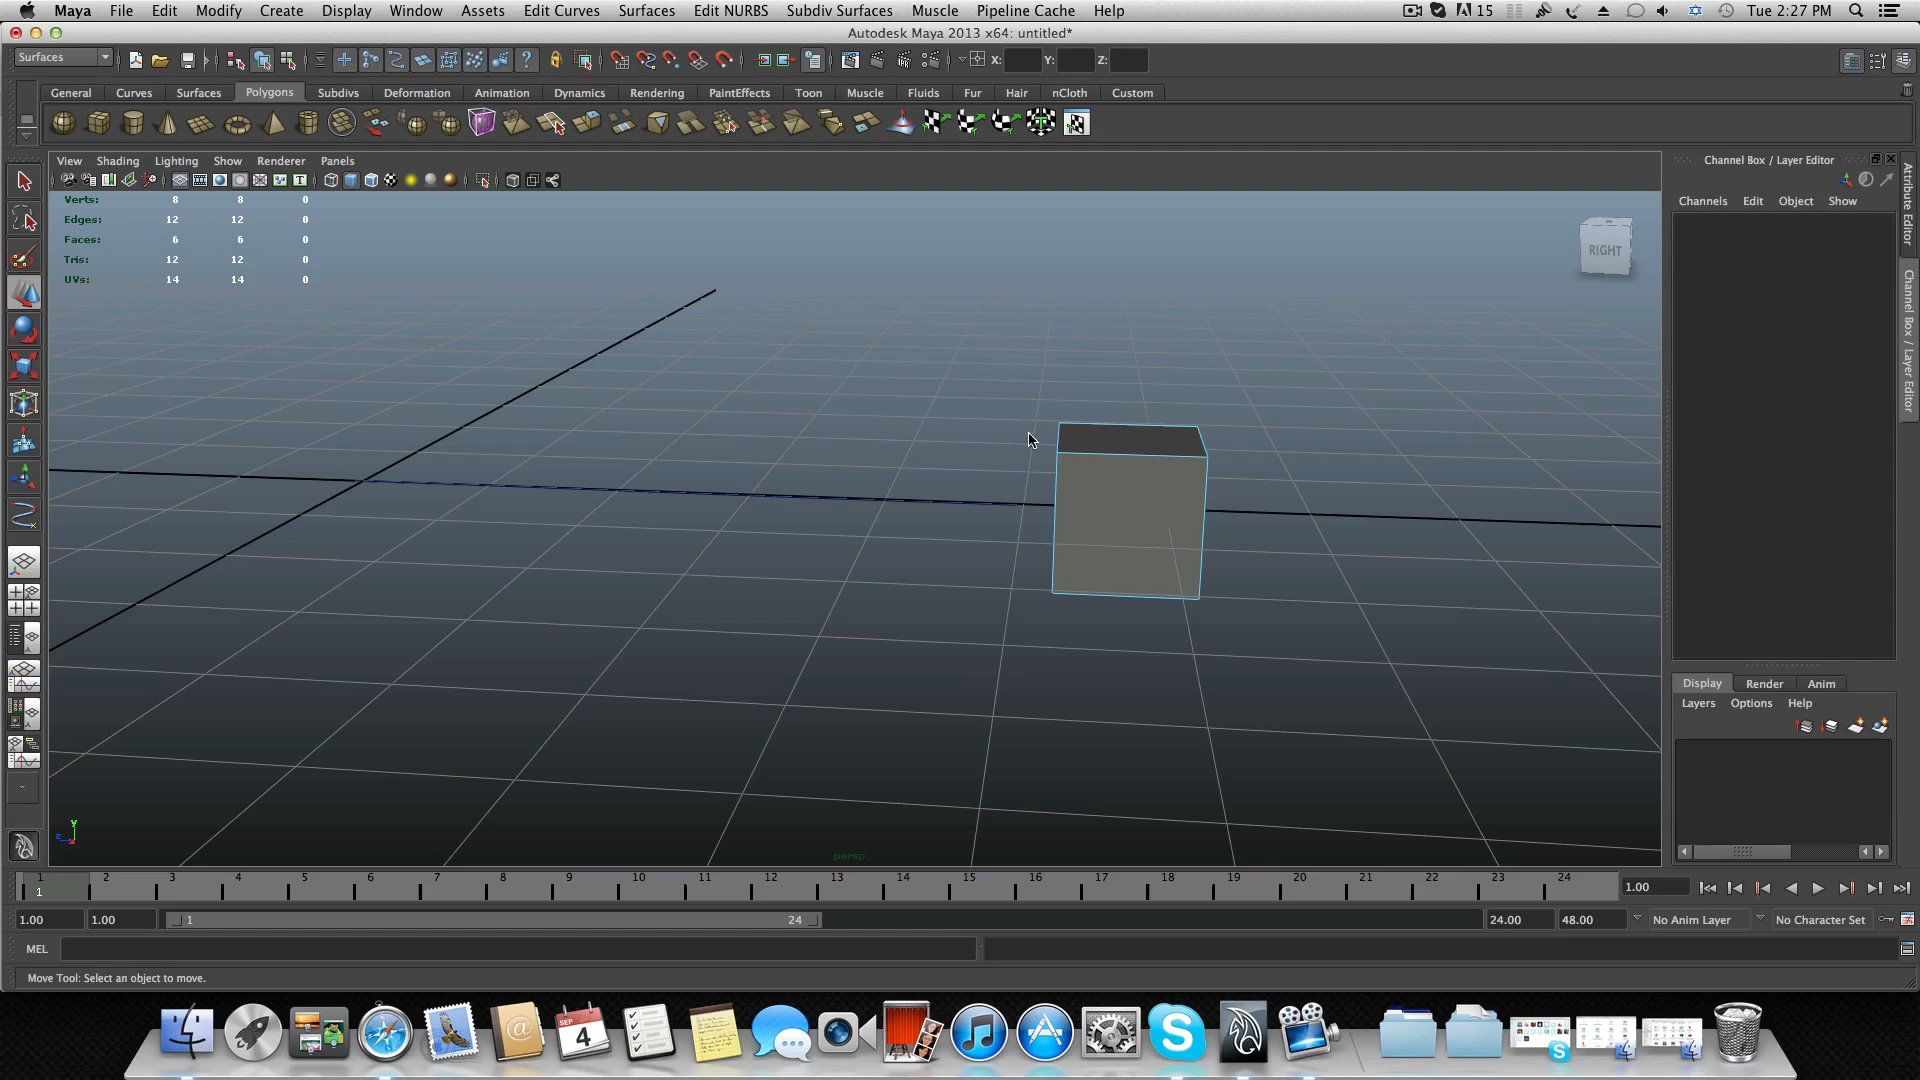 Maya File Edit Modify Create Display Window Assets Edit Curves Surfaces Edit NURBS Subdiv Surfaces Muscle Pipeline Cache Help 15 Tue 2:27 PM
Autodesk Maya 2013 x64: untitled*
Surfaces X: Y: Z:
General Curves Surfaces Polygons Subdivs Deformation Animation Dynamics Rendering PaintEffects Toon Muscle Fluids Fur Hair nCloth Custom
View Shading Lighting Show Renderer Panels
Channel Box / Layer Editor
Channels Edit Object Show
Attribute Editor
Channel Box / Layer Editor
Verts: 8 8 0
Edges: 12 12 0
Faces: 6 6 0
Tris: 12 12 0
UVs: 14 14 0
RIGHT
y
z
x
persp
Display Render Anim
Layers Options Help
1 2 3 4 5 6 7 8 9 10 11 12 13 14 15 16 17 18 19 20 21 22 23 24
1 1.00
1.00 1.00 1 24 24.00 48.00 No Anim Layer No Character Set
MEL
Move Tool: Select an object to move.
SEP
4